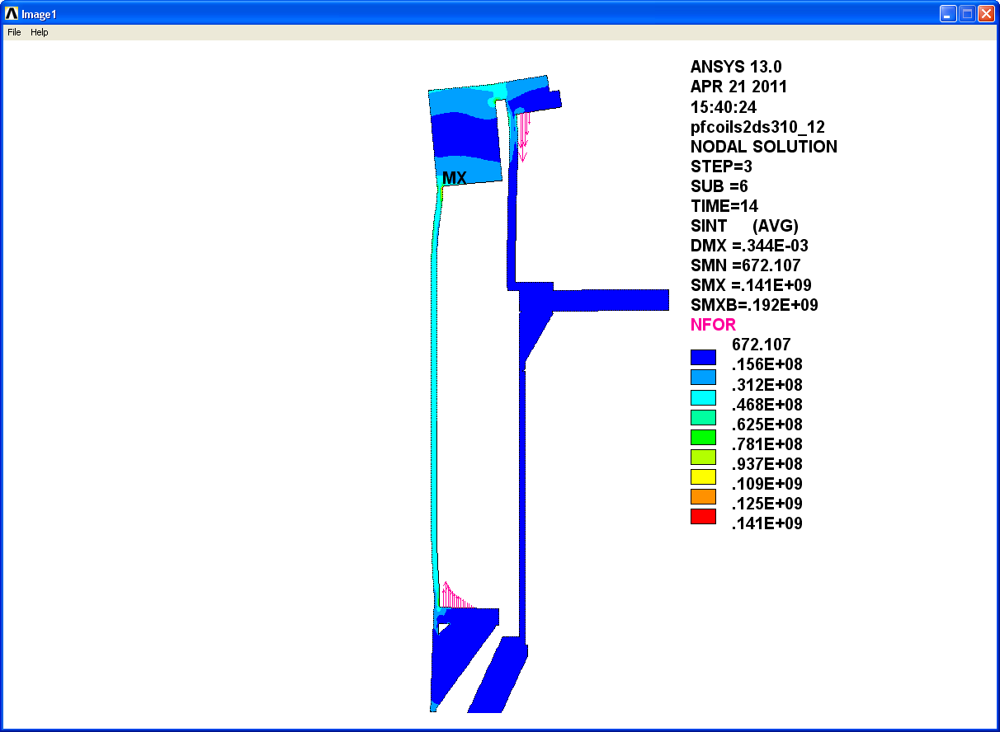 Image1
File Help
ANSYS 13.0
APR 21 2011
15:40:24
pfcoils2ds310_12
NODAL SOLUTION
STEP=3
SUB =6
TIME=14
SINT (AVG)
DMX =.344E-03
SMN =672.107
SMX =.141E+09
SMXB=.192E+09
NFOR
672.107
.156E+08
.312E+08
.468E+08
.625E+08
.781E+08
.937E+08
.109E+09
.125E+09
.141E+09
MX